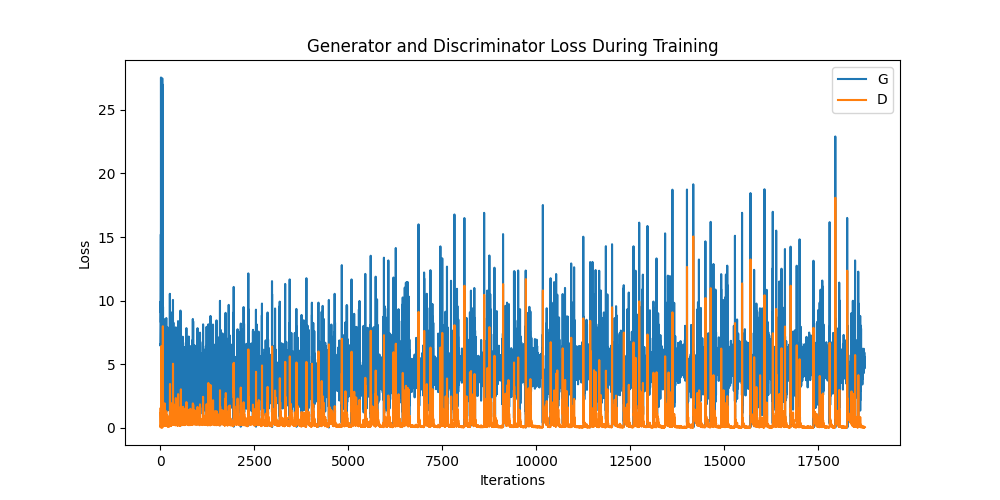 Generator and Discriminator Loss During Training
G
D
25
20
15
10
5
0
Loss
0 2500 5000 7500 10000 12500 15000 17500
Iterations